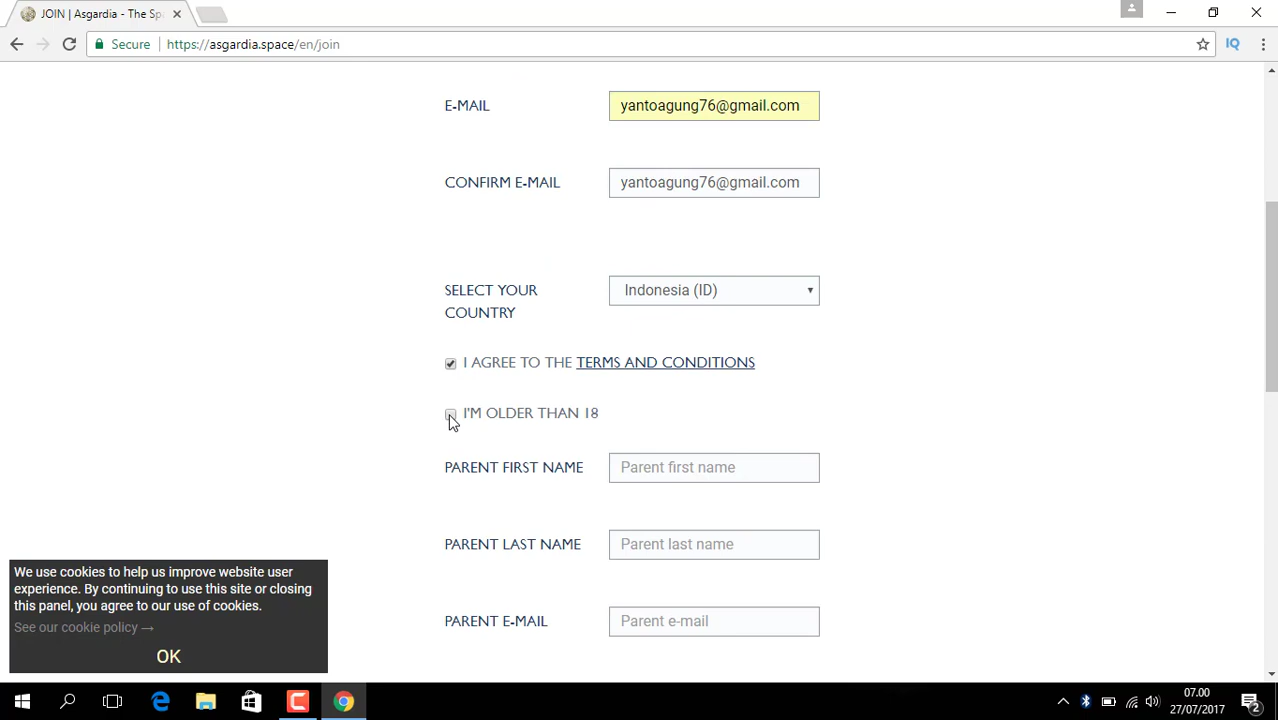 JOIN | Asgardia - The Sp
Secure
https://asgardia.space/en/join
IQ
E-MAIL
yantoagung76@gmail.com
CONFIRM E-MAIL
yantoagung76@gmail.com
SELECT YOUR
COUNTRY
Indonesia (ID)
I AGREE TO THE TERMS AND CONDITIONS
I'M OLDER THAN 18
PARENT FIRST NAME
Parent first name
PARENT LAST NAME
Parent last name
PARENT E-MAIL
Parent e-mail
We use cookies to help us improve website user
experience. By continuing to use this site or closing
this panel, you agree to our use of cookies.
See our cookie policy →
OK
07.00
27/07/2017
2